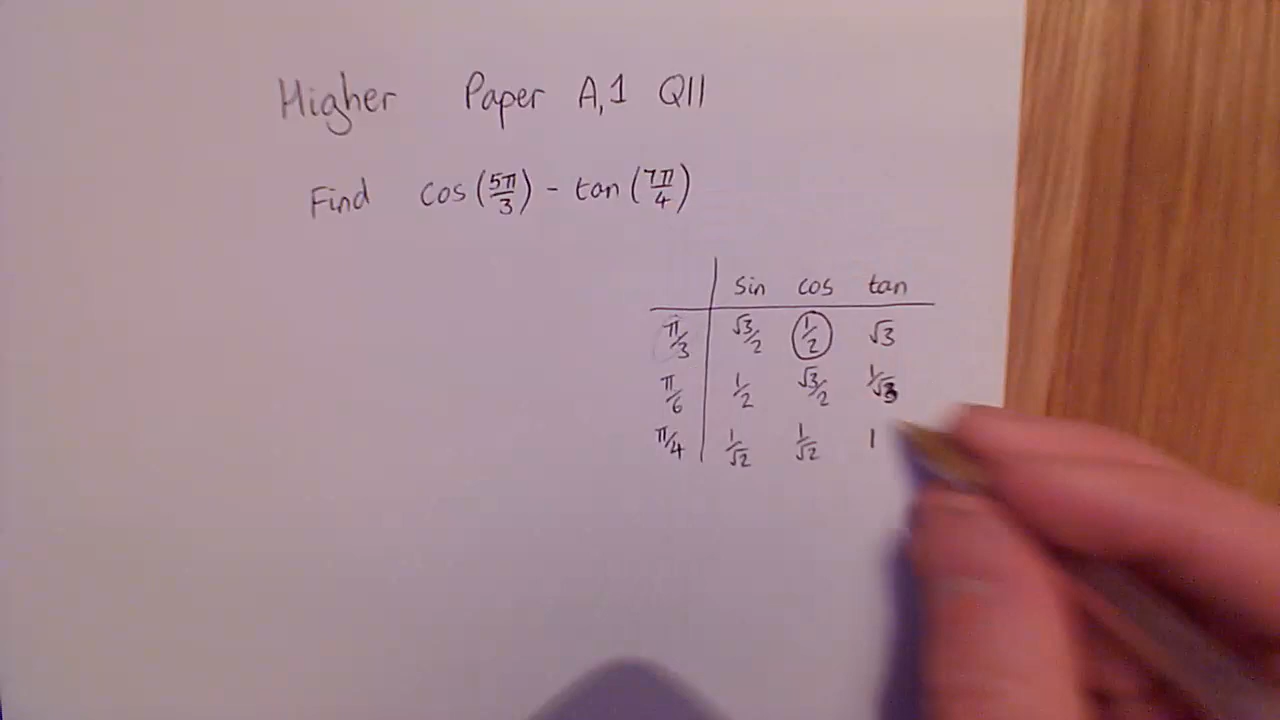 Higher Paper A,1 Q11
Find cos(5π/3) - tan(7π/4)
sin cos tan
π/3 √3/2 1/2 √3
π/6 1/2 √3/2 1/√3
π/4 1/√2 1/√2 1